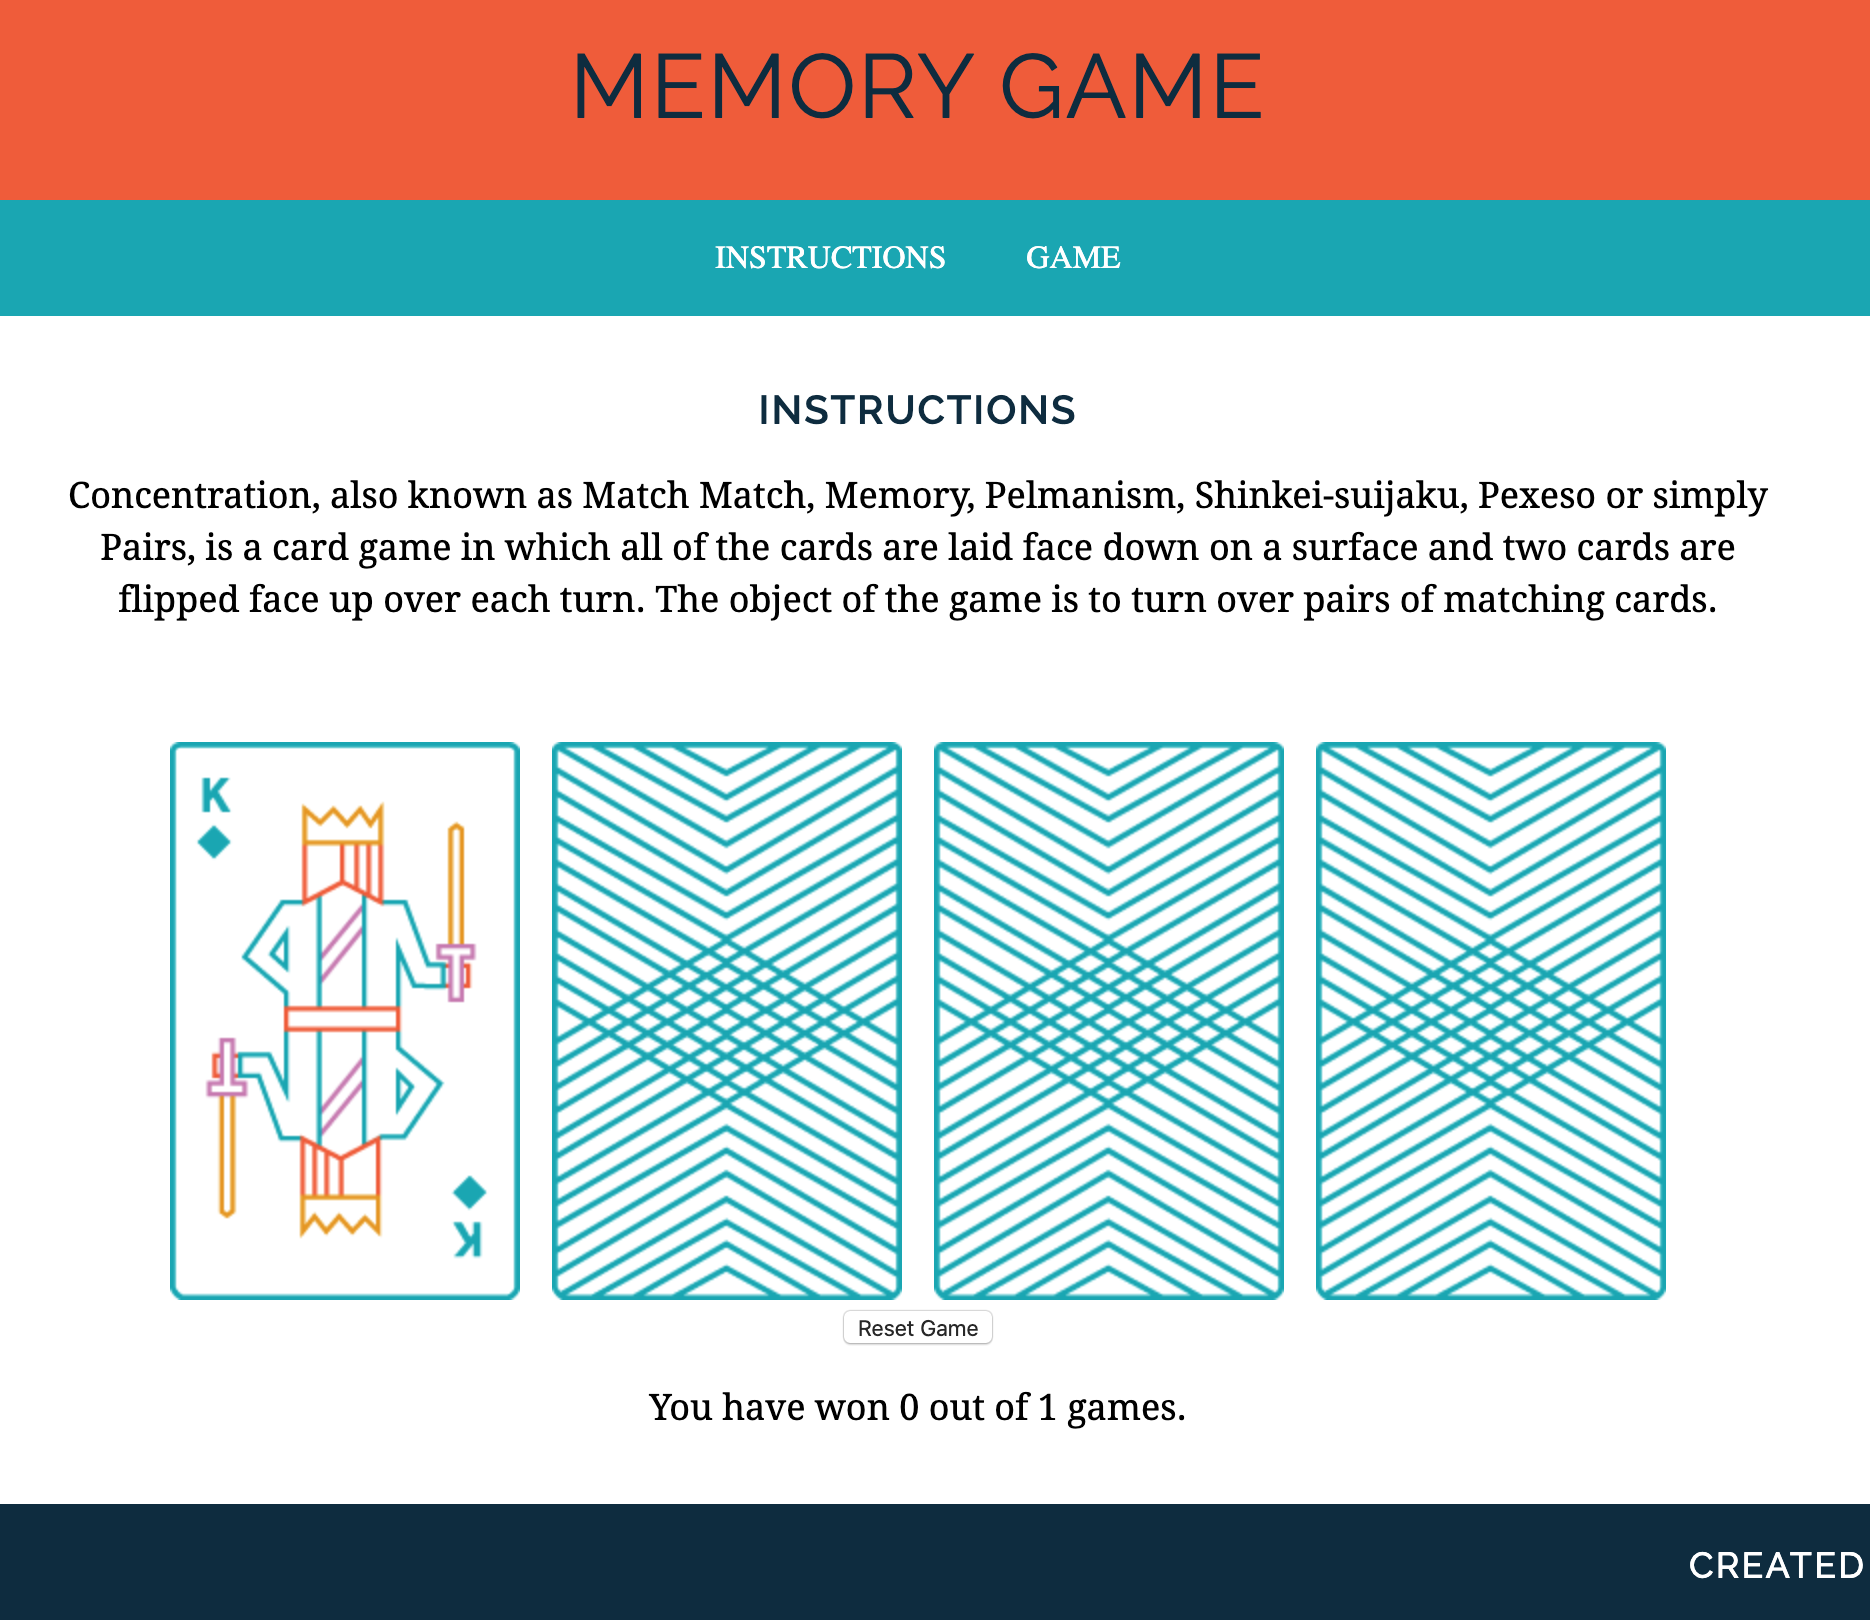 MEMORY GAME
INSTRUCTIONS GAME
INSTRUCTIONS
Concentration, also known as Match Match, Memory, Pelmanism, Shinkei-suijaku, Pexeso or simply
Pairs, is a card game in which all of the cards are laid face down on a surface and two cards are
flipped face up over each turn. The object of the game is to turn over pairs of matching cards.
K
K
Reset Game
You have won 0 out of 1 games.
CREATED